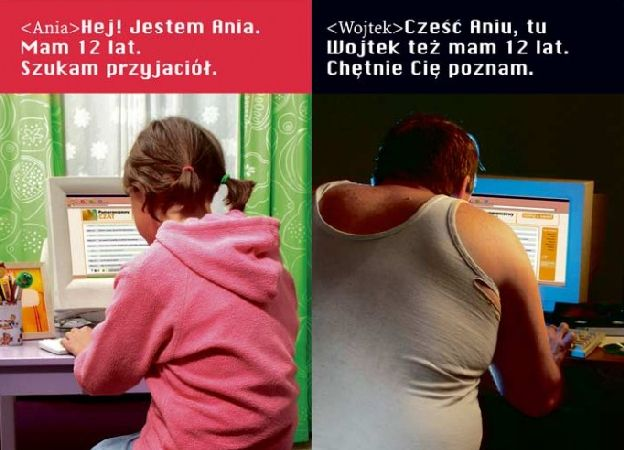 <Ania>Hej! Jestem Ania.
Mam 12 lat.
Szukam przyjaciół.
<Wojtek>Cześć Aniu, tu
Wojtek też mam 12 lat.
Chętnie Cię poznam.
CZAT